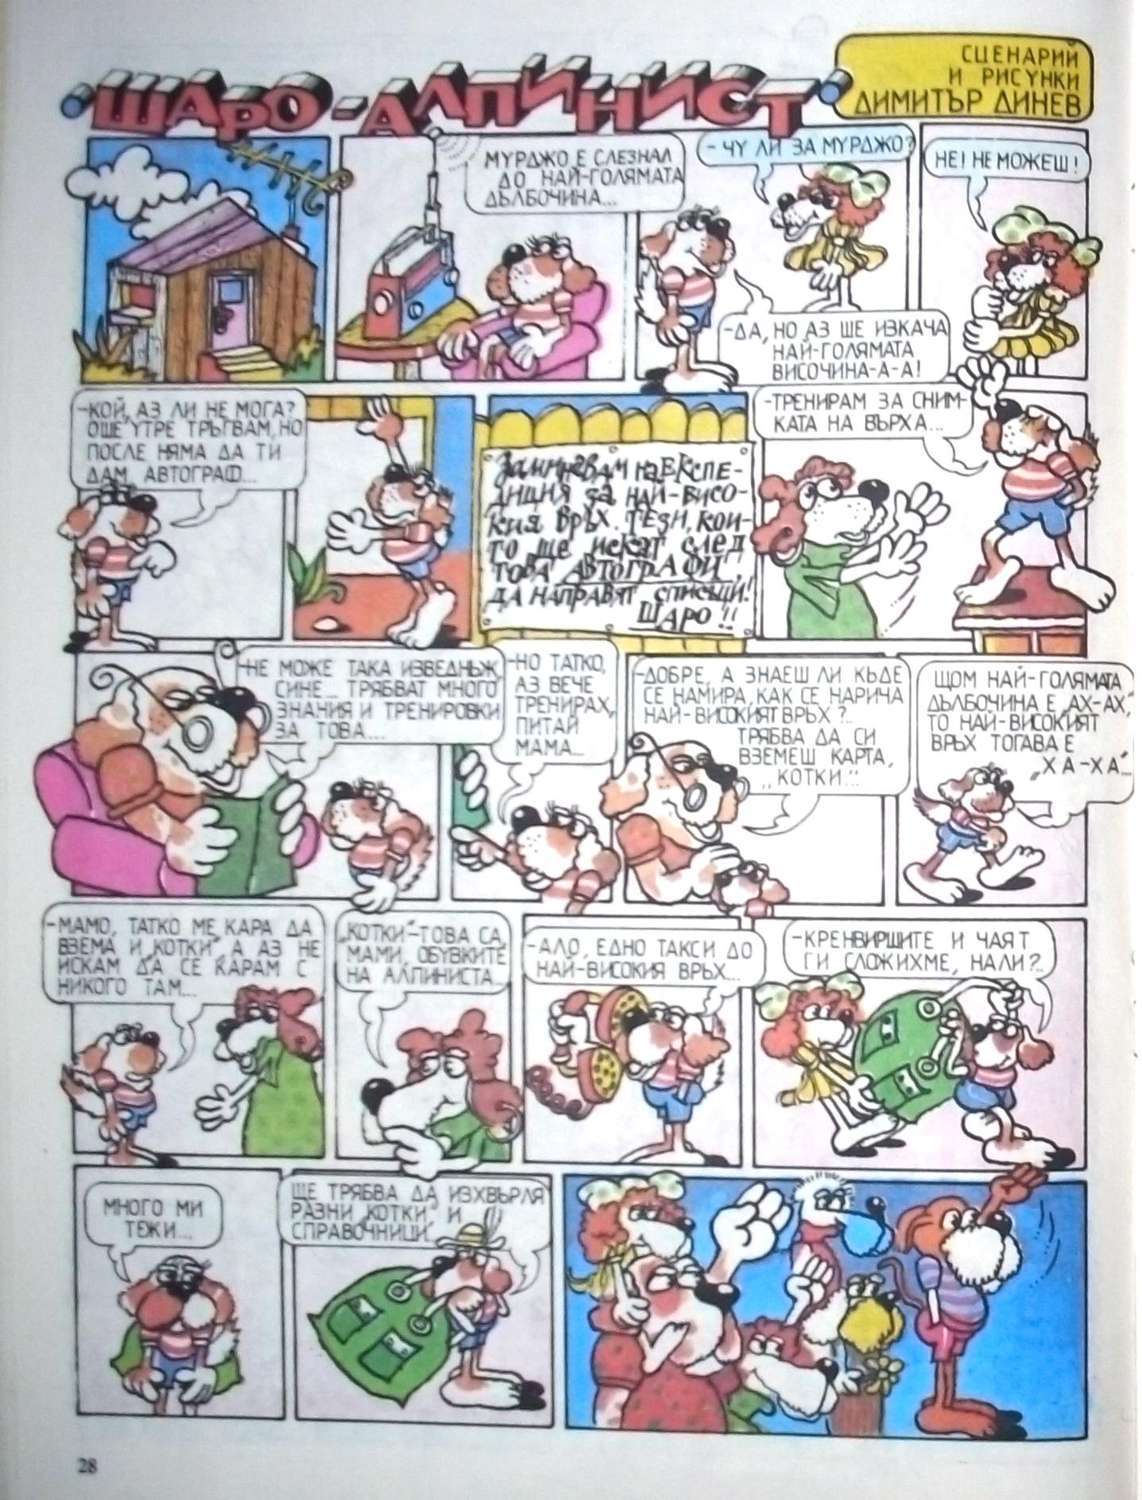 ШАРО - АЛПИНИСТ
СЦЕНАРИЙ
И РИСУНКИ
ДИМИТЪР ДИНЕВ
МУРДЖО Е СЛЕЗНАЛ
ДО НАЙ-ГОЛЯМАТА
ДЪЛБОЧИНА...
- ЧУ ЛИ ЗА МУРДЖО?
-ДА, НО АЗ ШЕ ИЗКАЧА
НАЙ-ГОЛЯМАТА
ВИСОЧИНА-А-А!
НЕ! НЕ МОЖЕШ!
-КОЙ, АЗ ЛИ НЕ МОГА?
ОЩЕ УТРЕ ТРЪГВАМ, НО
ПОСЛЕ НЯМА ДА ТИ
ДАМ АВТОГРАФ...
ЗАМИНАВАМ НА ЕКСПЕ-
ДИЦИЯ ЗА НАЙ-ВИСО-
КИЯ ВРЪХ. ТЕЗИ, КОИ-
ТО ЩЕ ИСКАТ СЛЕД
ТОВА АВТОГРАФИ,
ДА НАПРАВЯТ СПИСЪЦИ!
ШАРО!!
-ТРЕНИРАМ ЗА СНИМ-
КАТА НА ВЪРХА...
-НЕ МОЖЕ ТАКА ИЗВЕДНЪЖ,
СИНЕ... ТРЯБВАТ МНОГО
ЗНАНИЯ И ТРЕНИРОВКИ
ЗА ТОВА...
-НО ТАТКО,
АЗ ВЕЧЕ
ТРЕНИРАХ,
ПИТАЙ
МАМА...
-ДОБРЕ, А ЗНАЕШ ЛИ КЪДЕ
СЕ НАМИРА, КАК СЕ НАРИЧА
НАЙ-ВИСОКИЯТ ВРЪХ?..
ТРЯБВА ДА СИ
ВЗЕМЕШ КАРТА,
„КОТКИ"...
ЩОМ НАЙ-ГОЛЯМАТА
ДЪЛБОЧИНА Е „АХ-АХ",
ТО НАЙ-ВИСОКИЯТ
ВРЪХ ТОГАВА Е
„ХА-ХА"...
-МАМО, ТАТКО МЕ КАРА ДА
ВЗЕМА И „КОТКИ", А АЗ НЕ
ИСКАМ ДА СЕ КАРАМ С
НИКОГО ТАМ...
„КОТКИ"-ТОВА СА,
МАМИ, ОБУВКИТЕ
НА АЛПИНИСТА...
-АЛО, ЕДНО ТАКСИ ДО
НАЙ-ВИСОКИЯ ВРЪХ...
-КРЕНВИРШИТЕ И ЧАЯТ
ГИ СЛОЖИХМЕ, НАЛИ?..
МНОГО МИ
ТЕЖИ...
ЩЕ ТРЯБВА ДА ИЗХВЪРЛЯ
РАЗНИ „КОТКИ" И
СПРАВОЧНИЦИ...
28